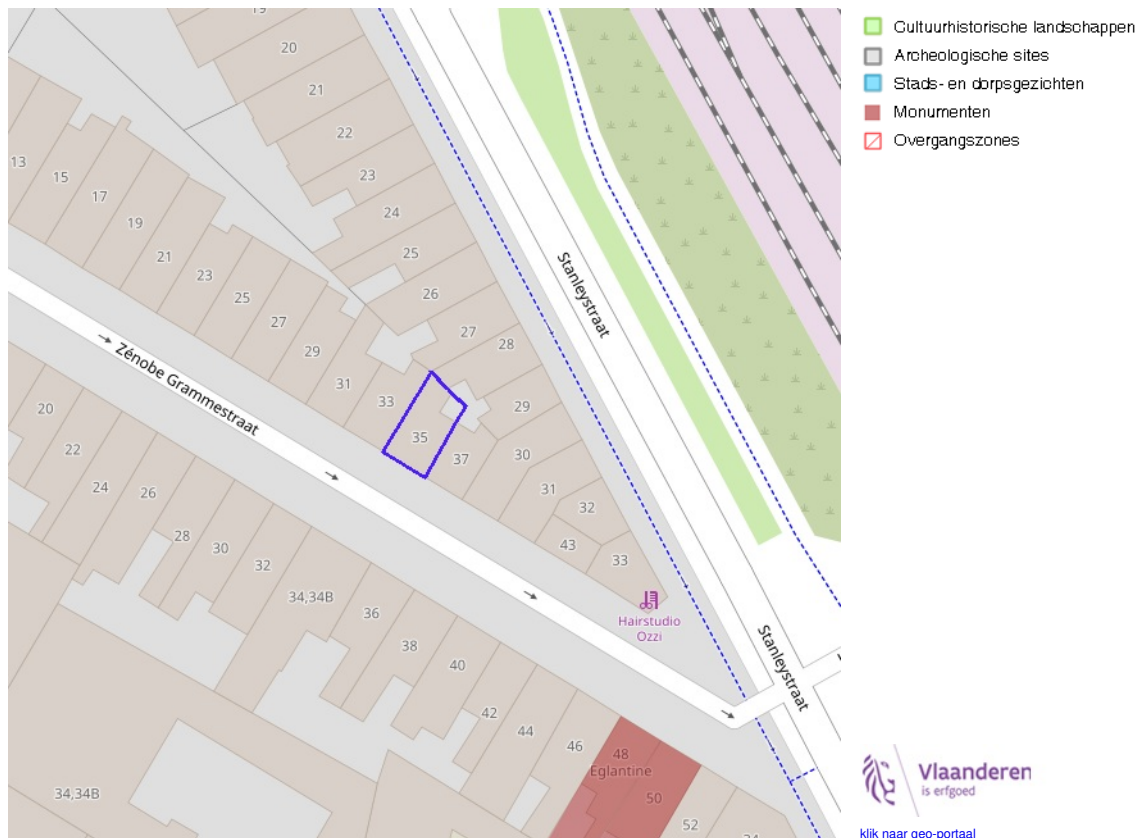 19
20
21
22
23
24
25
26
27
28
29
30
31
32
33
43
13
15
17
19
21
23
25
27
29
31
33
35
37
Stanleystraat
Zénobe Grammestraat
Hairstudio
Ozzi
Stanleystraat
20
22
24
26
28
30
32
34,34B
36
38
40
42
44
46
48
Eglantine
50
52
34,34B
Cultuurhistorische landschappen
Archeologische sites
Stads- en dorpsgezichten
Monumenten
Overgangszones
Vlaanderen
is erfgoed
klik naar geo-portaal